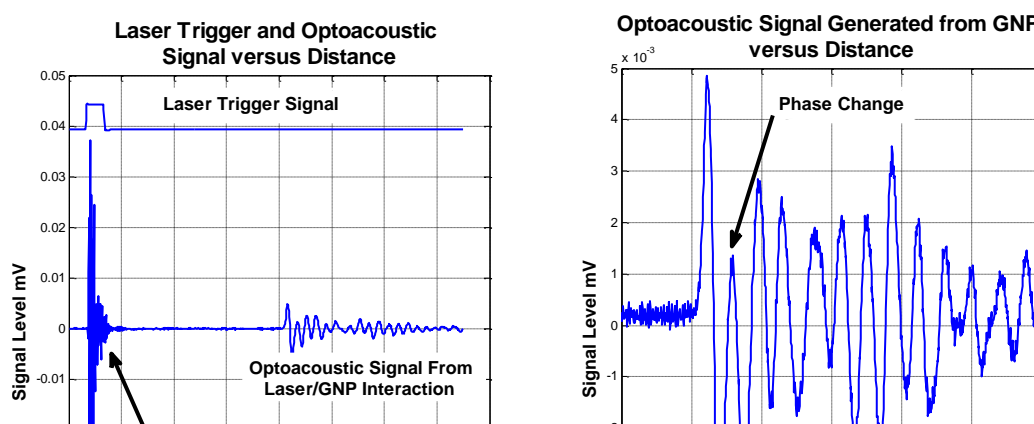 Laser Trigger and Optoacoustic
Signal versus Distance
0.05
Laser Trigger Signal
0.04
0.03
0.02
0.01
0
-0.01
Signal Level mV
Optoacoustic Signal From
Laser/GNP Interaction
Optoacoustic Signal Generated from GNP
versus Distance
x 10-3
5
Phase Change
4
3
2
1
0
-1
Signal Level mV